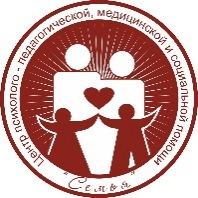 Центр психолого - педагогической, медицинской и социальной помощи
"Семья"